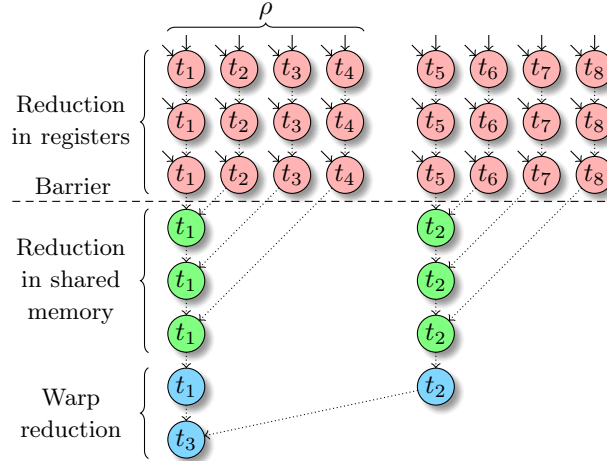 ρ
t1 t2 t3 t4 t5 t6 t7 t8
Reduction
in registers
t1 t2 t3 t4 t5 t6 t7 t8
t1 t2 t3 t4 t5 t6 t7 t8
Barrier
t1 t2
Reduction
in shared
memory
t1 t2
t1 t2
Warp
reduction
t1 t2
t3